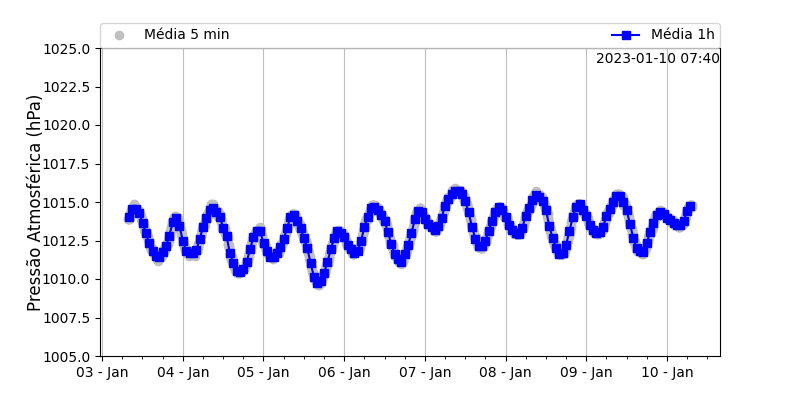 Média 5 min
Média 1h
2023-01-10 07:40
Pressão Atmosférica (hPa)
1025.0
1022.5
1020.0
1017.5
1015.0
1012.5
1010.0
1007.5
1005.0
03 - Jan
04 - Jan
05 - Jan
06 - Jan
07 - Jan
08 - Jan
09 - Jan
10 - Jan